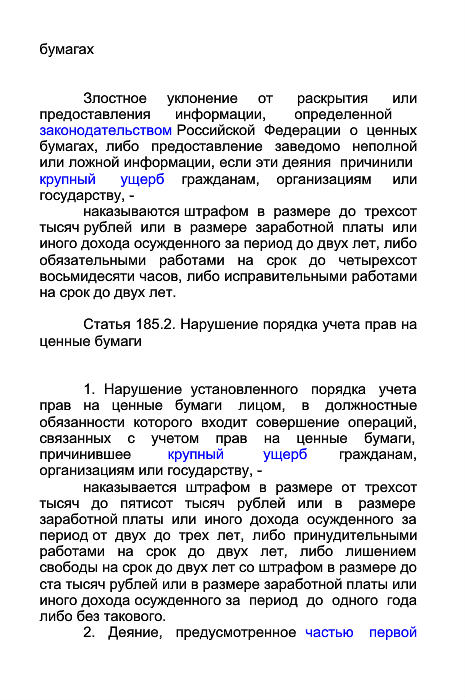 бумагах
Злостное уклонение от раскрытия или
предоставления информации, определенной
законодательством Российской Федерации о ценных
бумагах, либо предоставление заведомо неполной
или ложной информации, если эти деяния причинили
крупный ущерб гражданам, организациям или
государству, -
наказываются штрафом в размере до трехсот
тысяч рублей или в размере заработной платы или
иного дохода осужденного за период до двух лет, либо
обязательными работами на срок до четырехсот
восьмидесяти часов, либо исправительными работами
на срок до двух лет.
Статья 185.2. Нарушение порядка учета прав на
ценные бумаги
1. Нарушение установленного порядка учета
прав на ценные бумаги лицом, в должностные
обязанности которого входит совершение операций,
связанных с учетом прав на ценные бумаги,
причинившее крупный ущерб гражданам,
организациям или государству, -
наказывается штрафом в размере от трехсот
тысяч до пятисот тысяч рублей или в размере
заработной платы или иного дохода осужденного за
период от двух до трех лет, либо принудительными
работами на срок до двух лет, либо лишением
свободы на срок до двух лет со штрафом в размере до
ста тысяч рублей или в размере заработной платы или
иного дохода осужденного за период до одного года
либо без такового.
2. Деяние, предусмотренное частью первой